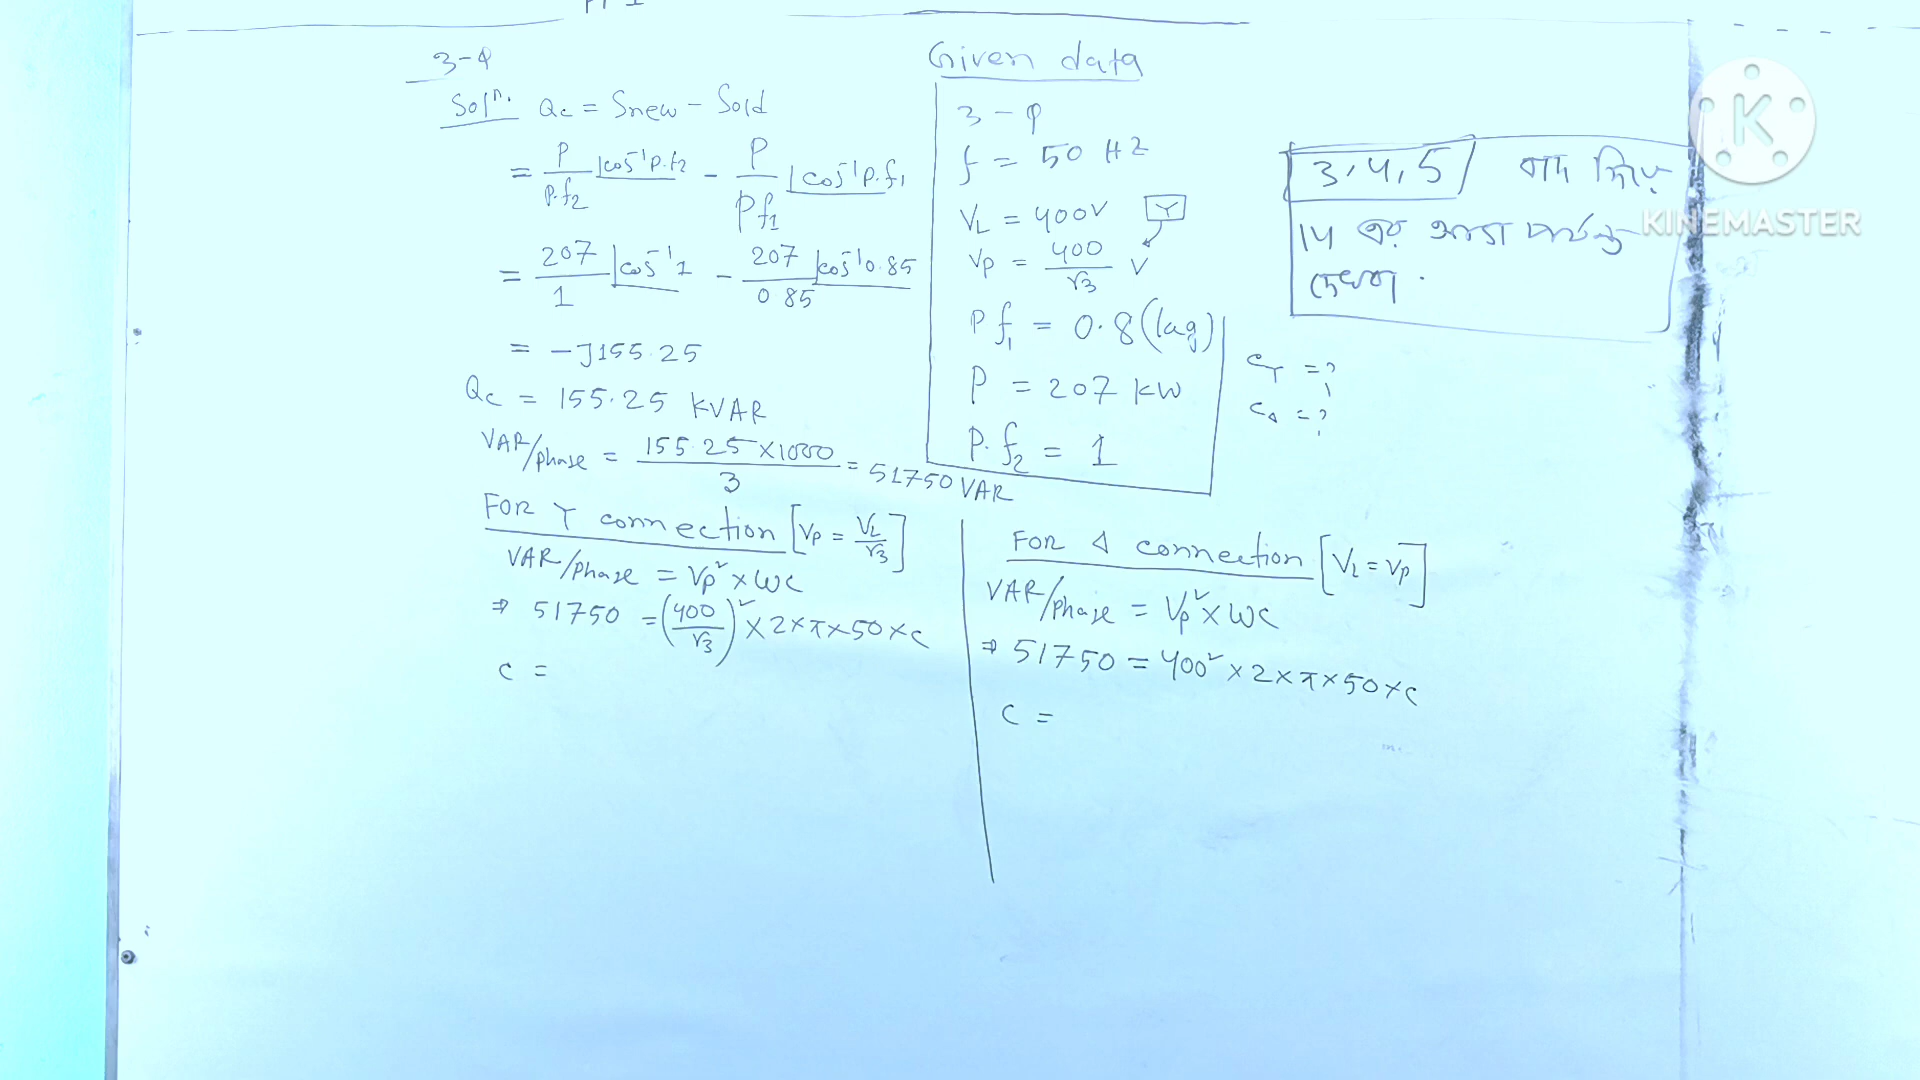 3-φ
Solⁿ. Qc = Snew - Sold
= P/p.f₂ ∠cos⁻¹p.f₂ - P/Pf₁ ∠cos⁻¹p.f₁
= 207/1 ∠cos⁻¹1 - 207/0.85 ∠cos⁻¹0.85
= -J155.25
Qc = 155.25 KVAR
VAR/phase = 155.25×1000/3 = 51750 VAR
FOR Y connection [Vp = VL/√3]
VAR/phase = Vp² × ωc
⇒ 51750 = (400/√3)² × 2×π×50×c
c =
Given data
3-φ
f = 50 HZ
VL = 400V Y
Vp = 400/√3 V
Pf₁ = 0.8 (lag)
P = 207 kw
P.f₂ = 1
C_Y = ?
C_Δ = ?
FOR Δ connection [VL = Vp]
VAR/phase = Vp² × ωc
⇒ 51750 = 400² × 2×π×50×c
c =
3,4,5 বাদ দিয়ে
14 এর
KINEMASTER